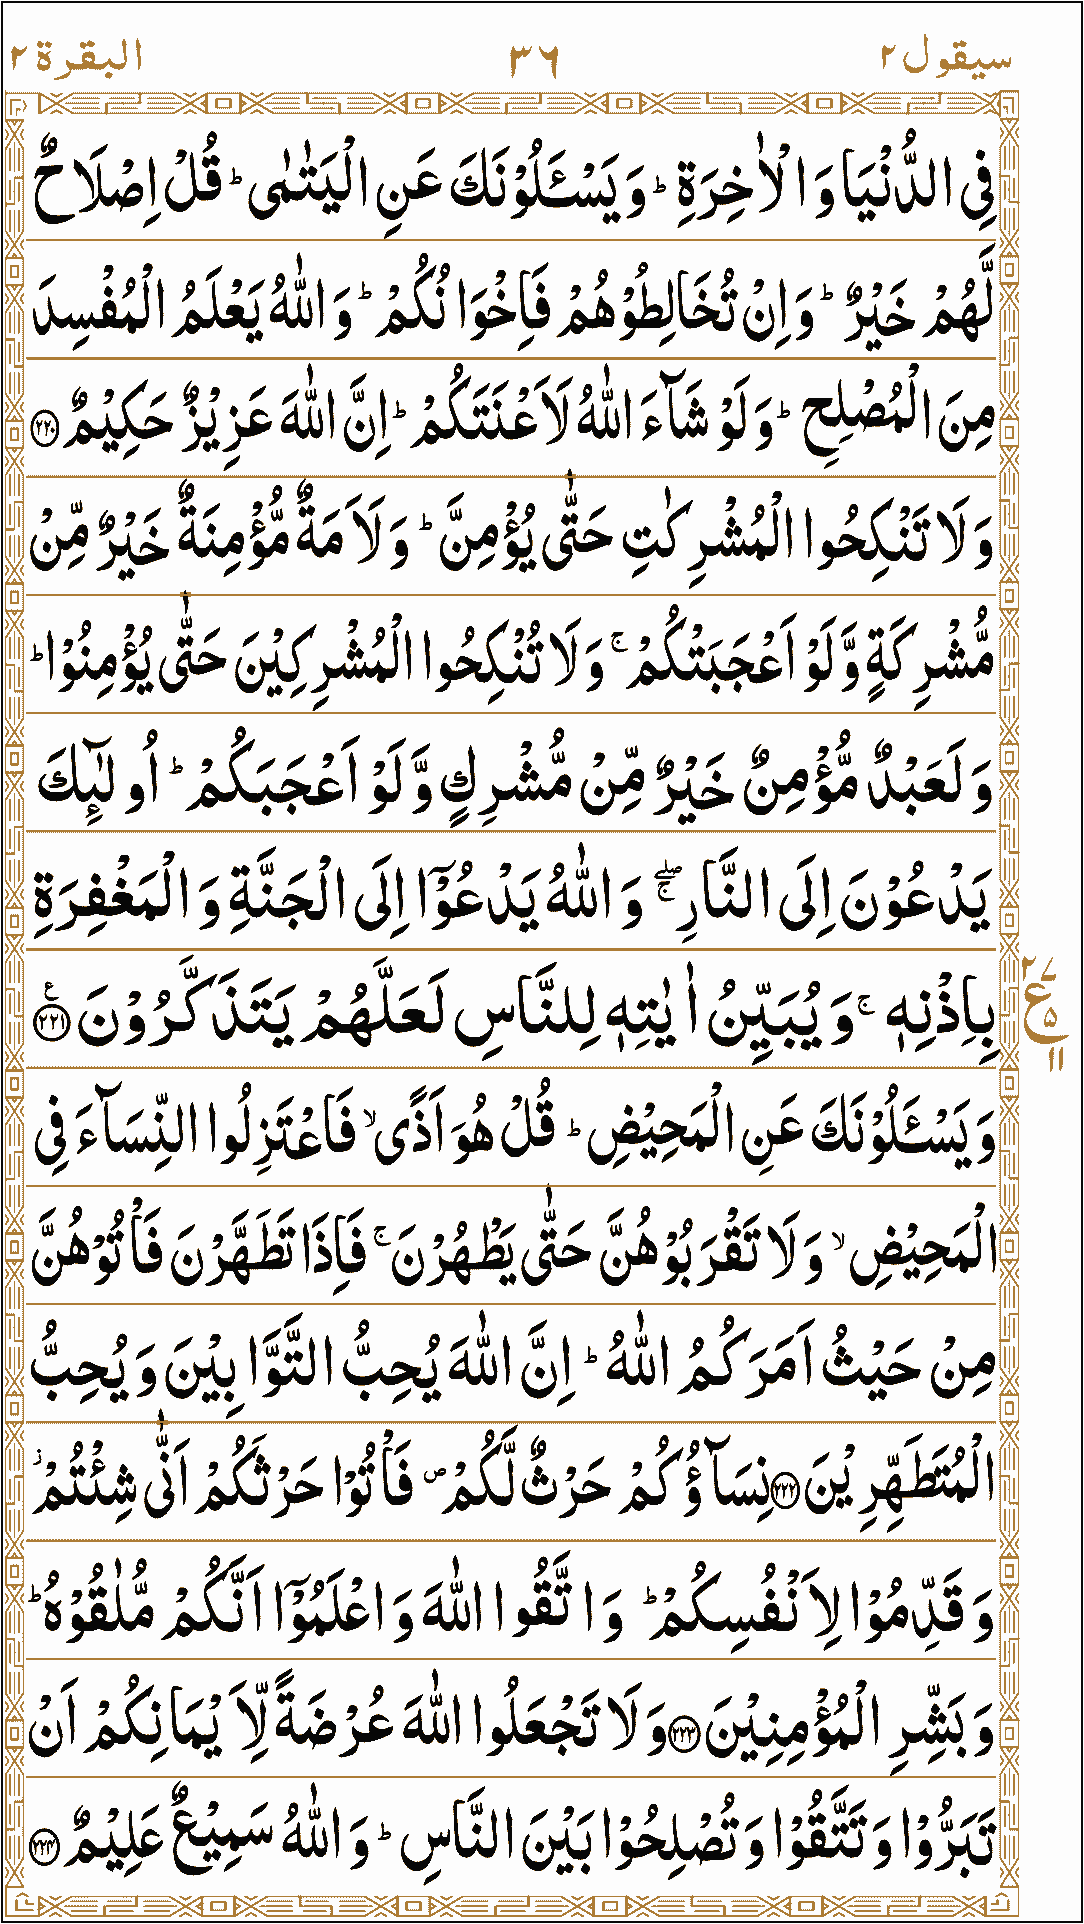 سيقول ٢ ٣٦ البقرة ٢
فِى الدُّنْيَا وَ الْاٰخِرَةِ ؕ وَ يَسْـَٔلُوْنَكَ عَنِ الْيَتٰمٰى ؕ قُلْ اِصْلَاحٌ
لَّهُمْ خَيْرٌ ؕ وَ اِنْ تُخَالِطُوْهُمْ فَاِخْوَانُكُمْ ؕ وَ اللّٰهُ يَعْلَمُ الْمُفْسِدَ
مِنَ الْمُصْلِحِ ؕ وَ لَوْ شَآءَ اللّٰهُ لَاَعْنَتَكُمْ ؕ اِنَّ اللّٰهَ عَزِيْزٌ حَكِيْمٌ ۝٢٢٠
وَ لَا تَنْكِحُوا الْمُشْرِكٰتِ حَتّٰى يُؤْمِنَّ ؕ وَ لَاَمَةٌ مُّؤْمِنَةٌ خَيْرٌ مِّنْ
مُّشْرِكَةٍ وَّ لَوْ اَعْجَبَتْكُمْ ۚ وَ لَا تُنْكِحُوا الْمُشْرِكِيْنَ حَتّٰى يُؤْمِنُوْا ؕ
وَ لَعَبْدٌ مُّؤْمِنٌ خَيْرٌ مِّنْ مُّشْرِكٍ وَّ لَوْ اَعْجَبَكُمْ ؕ اُولٰٓئِكَ
يَدْعُوْنَ اِلَى النَّارِ ۖۚ وَ اللّٰهُ يَدْعُوْٓا اِلَى الْجَنَّةِ وَ الْمَغْفِرَةِ
بِاِذْنِهٖ ۚ وَ يُبَيِّنُ اٰيٰتِهٖ لِلنَّاسِ لَعَلَّهُمْ يَتَذَكَّرُوْنَ ۝٢٢١ ع
٢٧
ع ٥
١١
وَ يَسْـَٔلُوْنَكَ عَنِ الْمَحِيْضِ ؕ قُلْ هُوَ اَذًى ۙ فَاعْتَزِلُوا النِّسَآءَ فِى
الْمَحِيْضِ ۙ وَ لَا تَقْرَبُوْهُنَّ حَتّٰى يَطْهُرْنَ ۚ فَاِذَا تَطَهَّرْنَ فَاْتُوْهُنَّ
مِنْ حَيْثُ اَمَرَكُمُ اللّٰهُ ؕ اِنَّ اللّٰهَ يُحِبُّ التَّوَّابِيْنَ وَ يُحِبُّ
الْمُتَطَهِّرِيْنَ ۝٢٢٢ نِسَآؤُكُمْ حَرْثٌ لَّكُمْ ۪ فَاْتُوْا حَرْثَكُمْ اَنّٰى شِئْتُمْ ؗ
وَ قَدِّمُوْا لِاَنْفُسِكُمْ ؕ وَ اتَّقُوا اللّٰهَ وَ اعْلَمُوْٓا اَنَّكُمْ مُّلٰقُوْهُ ؕ
وَ بَشِّرِ الْمُؤْمِنِيْنَ ۝٢٢٣ وَ لَا تَجْعَلُوا اللّٰهَ عُرْضَةً لِّاَيْمَانِكُمْ اَنْ
تَبَرُّوْا وَ تَتَّقُوْا وَ تُصْلِحُوْا بَيْنَ النَّاسِ ؕ وَ اللّٰهُ سَمِيْعٌ عَلِيْمٌ ۝٢٢٤